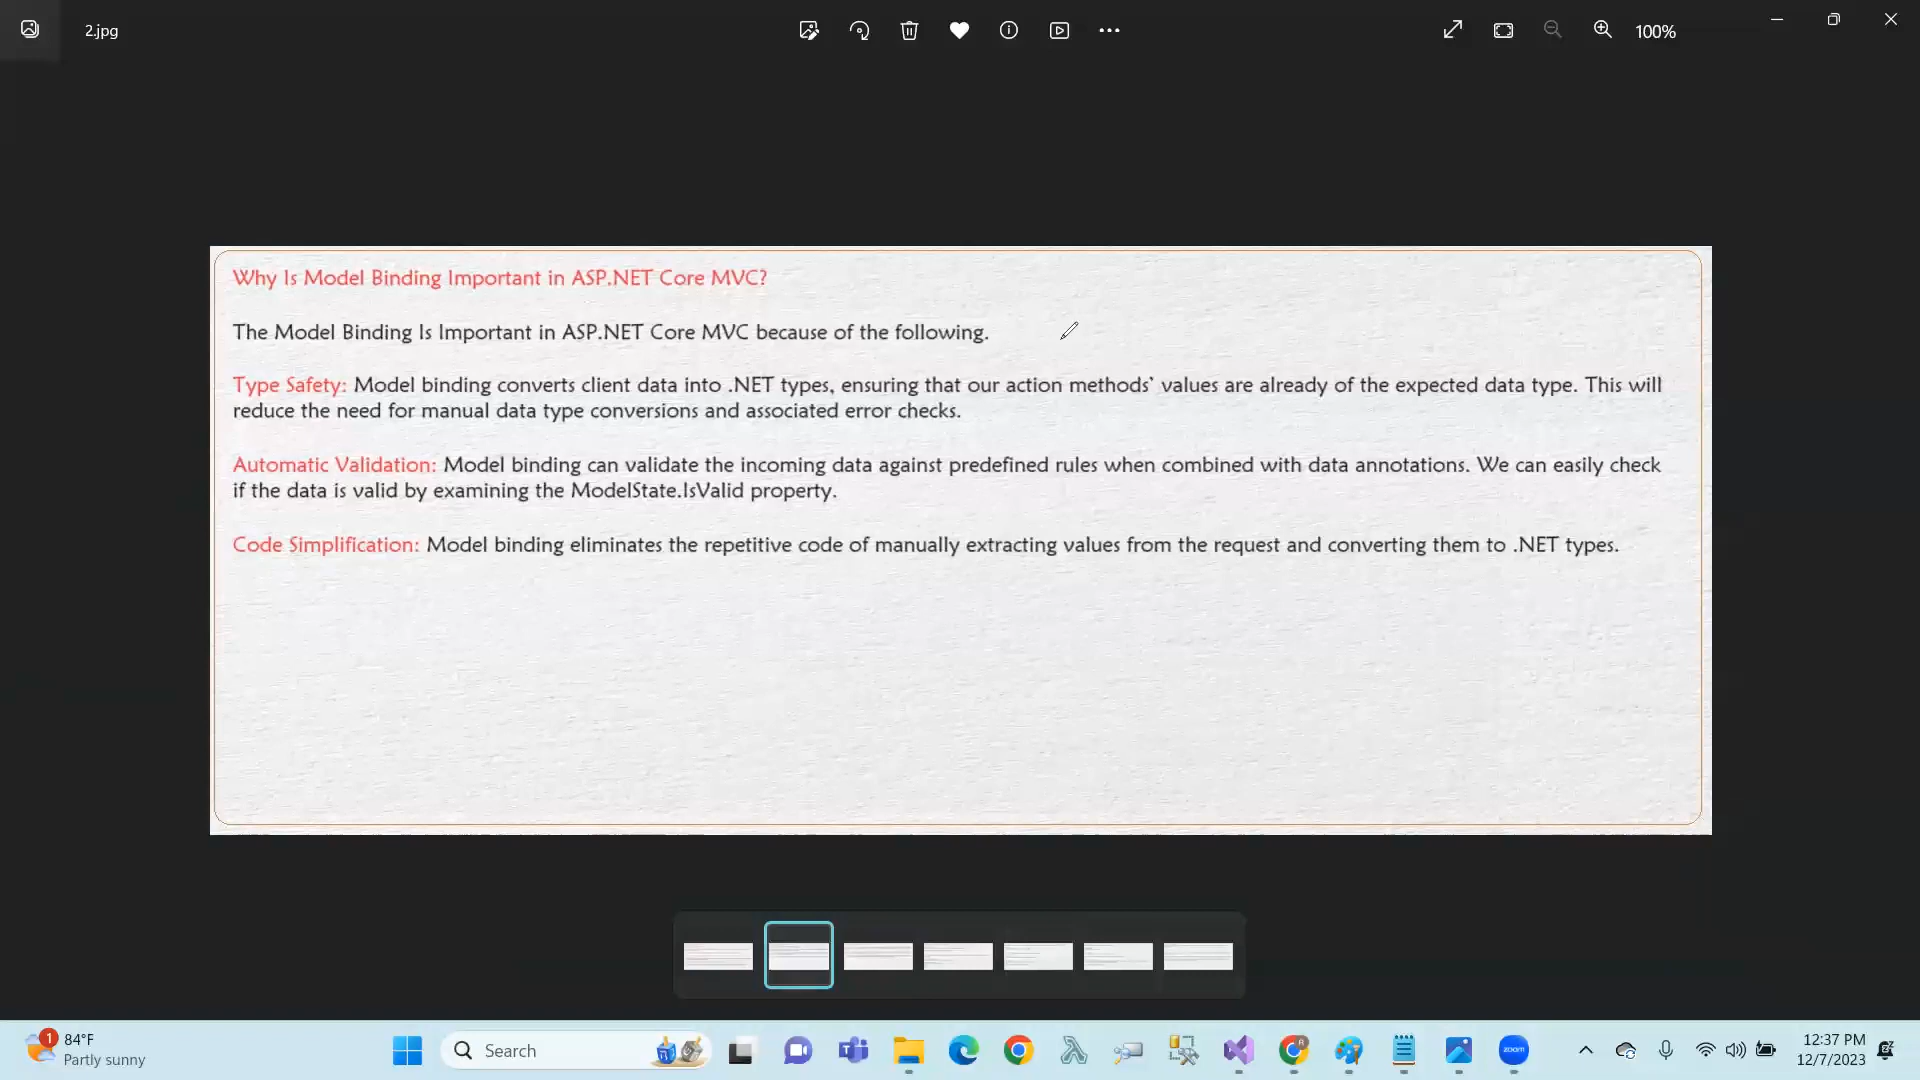 2.jpg
100%
Why Is Model Binding Important in ASP.NET Core MVC?
The Model Binding Is Important in ASP.NET Core MVC because of the following.
Type Safety: Model binding converts client data into .NET types, ensuring that our action methods’ values are already of the expected data type. This will
reduce the need for manual data type conversions and associated error checks.
Automatic Validation: Model binding can validate the incoming data against predefined rules when combined with data annotations. We can easily check
if the data is valid by examining the ModelState.IsValid property.
Code Simplification: Model binding eliminates the repetitive code of manually extracting values from the request and converting them to .NET types.
1
84°F
Partly sunny
Search
R
zoom
12:37 PM
12/7/2023